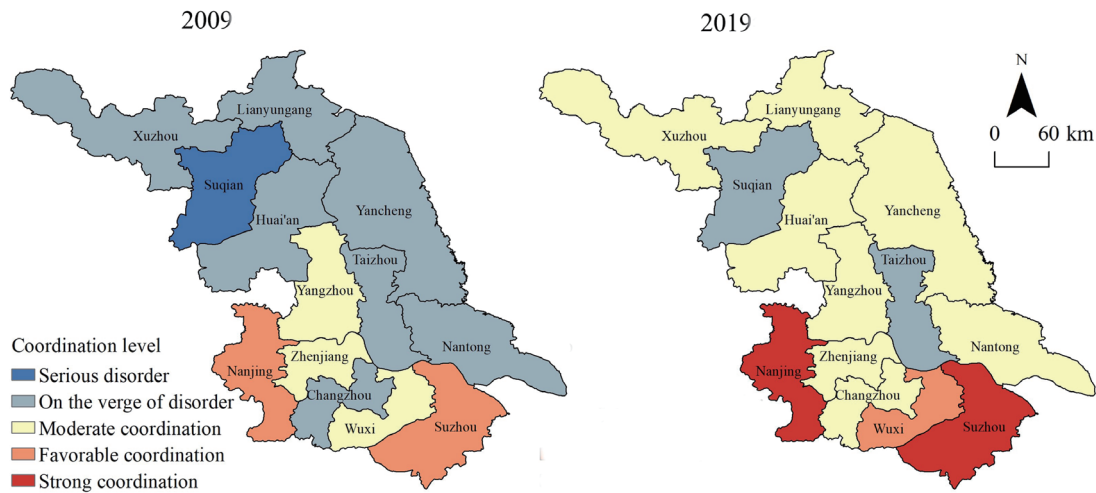 2009
2019
N
0 60 km
Lianyungang
Xuzhou
Suqian
Huai'an
Yancheng
Taizhou
Yangzhou
Nantong
Zhenjiang
Nanjing
Changzhou
Wuxi
Suzhou
Lianyungang
Xuzhou
Suqian
Huai'an
Yancheng
Taizhou
Yangzhou
Nantong
Zhenjiang
Nanjing
Changzhou
Wuxi
Suzhou
Coordination level
Serious disorder
On the verge of disorder
Moderate coordination
Favorable coordination
Strong coordination